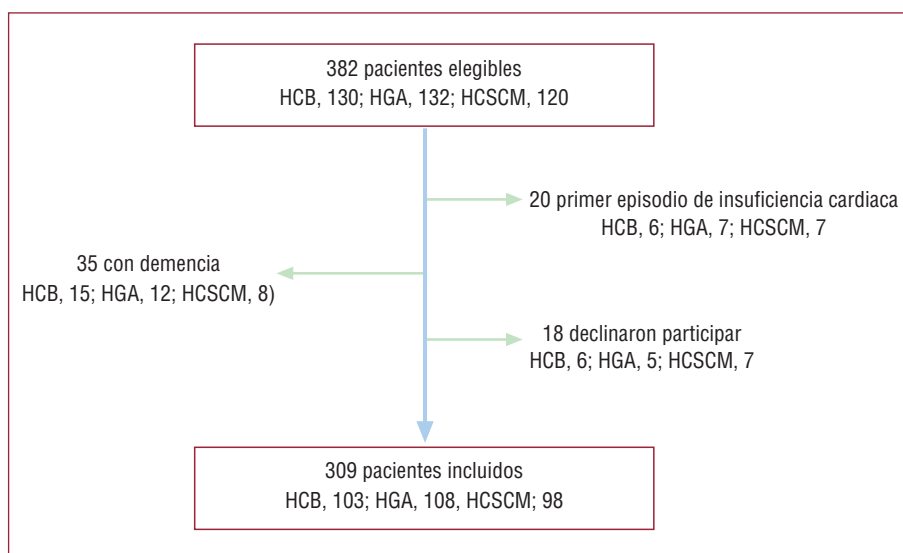 382 pacientes elegibles
HCB, 130; HGA, 132; HCSCM, 120
20 primer episodio de insuficiencia cardiaca
HCB, 6; HGA, 7; HCSCM, 7
35 con demencia
HCB, 15; HGA, 12; HCSCM, 8)
18 declinaron participar
HCB, 6; HGA, 5; HCSCM, 7
309 pacientes incluidos
HCB, 103; HGA, 108, HCSCM; 98